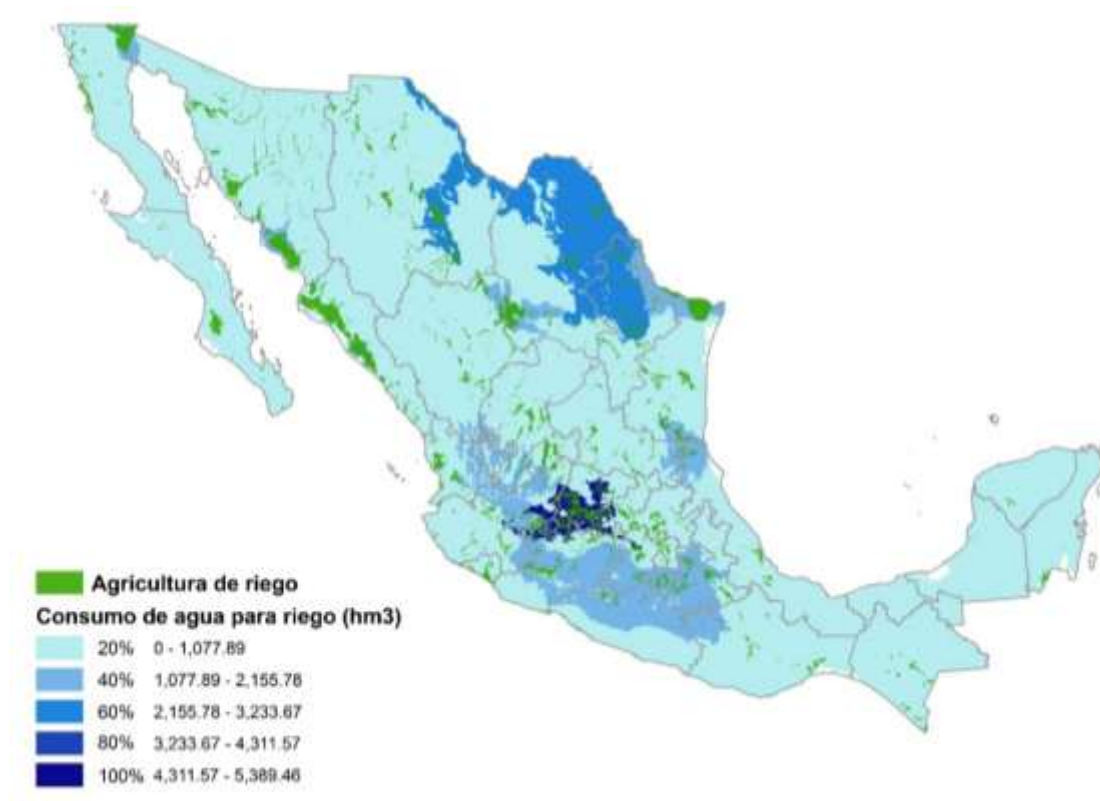 Agricultura de riego
Consumo de agua para riego (hm3)
20% 0 - 1,077.89
40% 1,077.89 - 2,155.78
60% 2,155.78 - 3,233.67
80% 3,233.67 - 4,311.57
100% 4,311.57 - 5,389.46